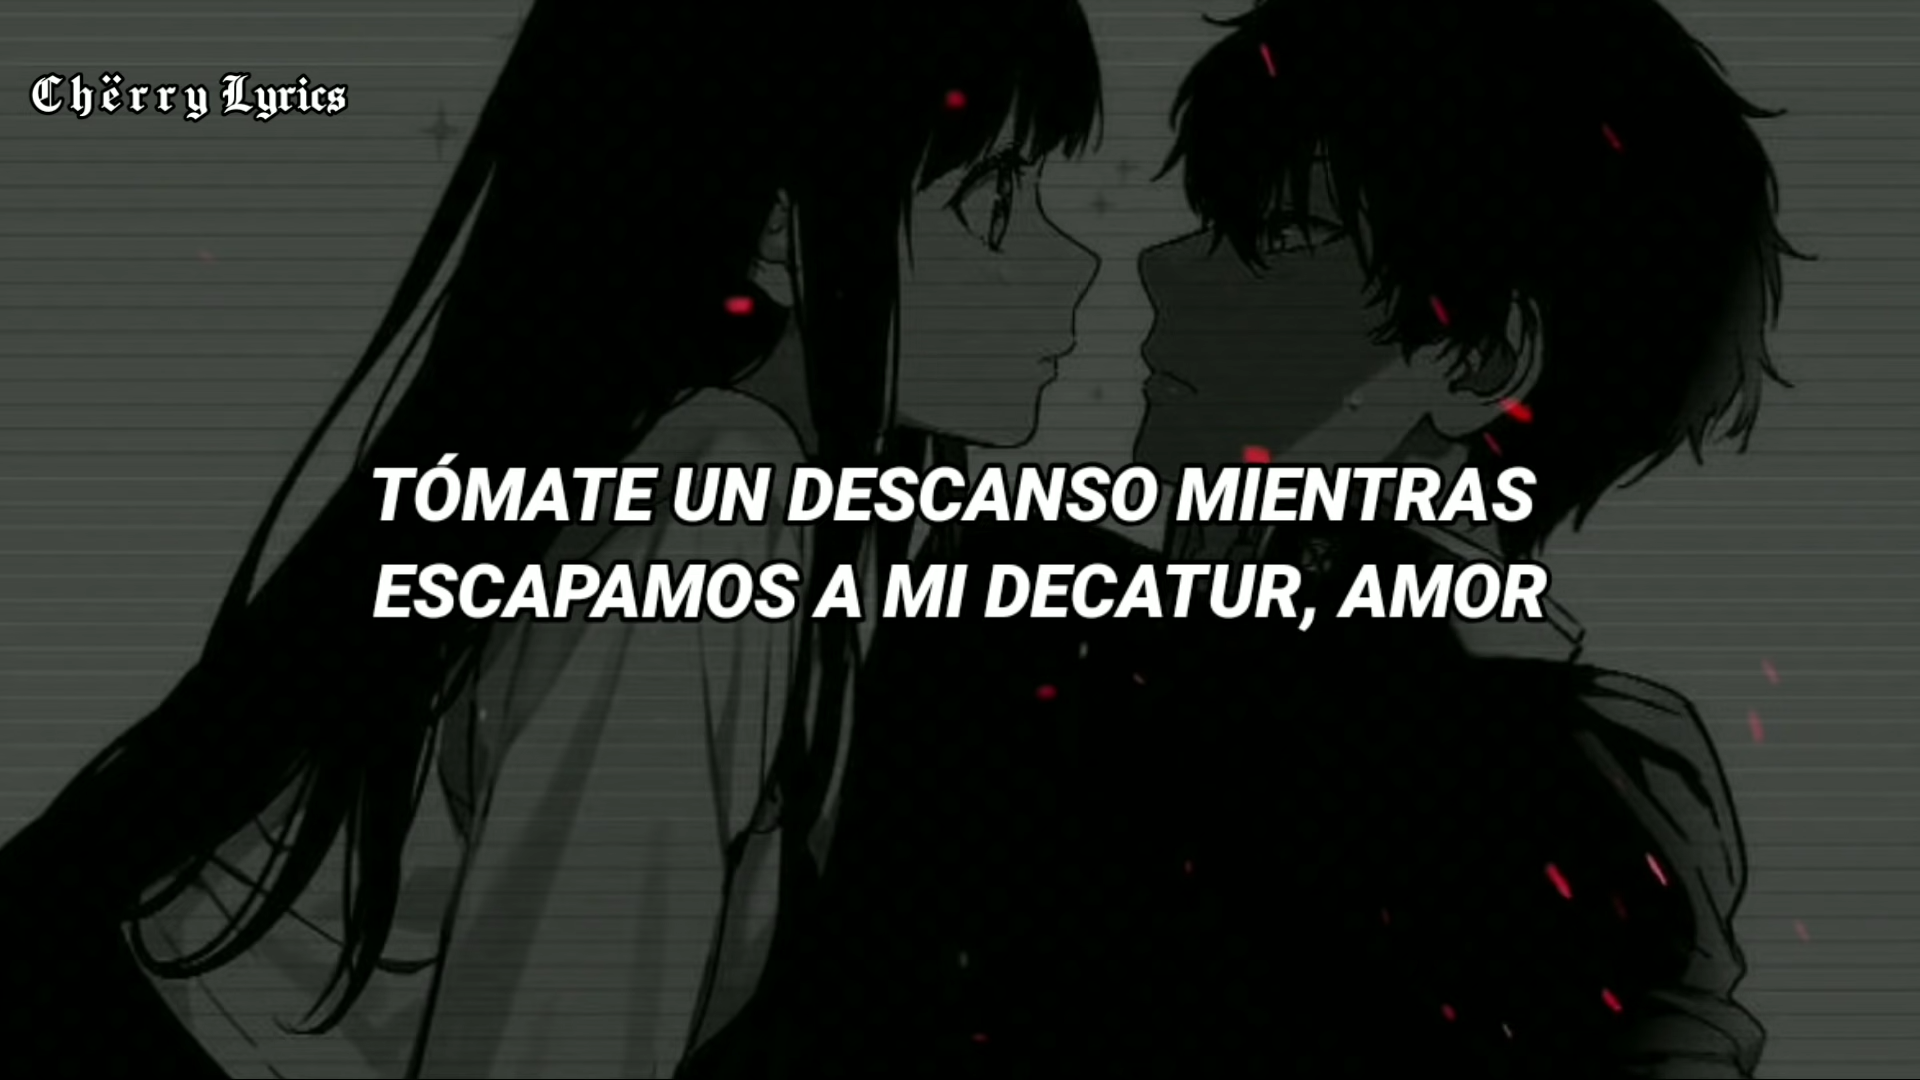 Chërry Lyrics
TÓMATE UN DESCANSO MIENTRAS
ESCAPAMOS A MI DECATUR, AMOR